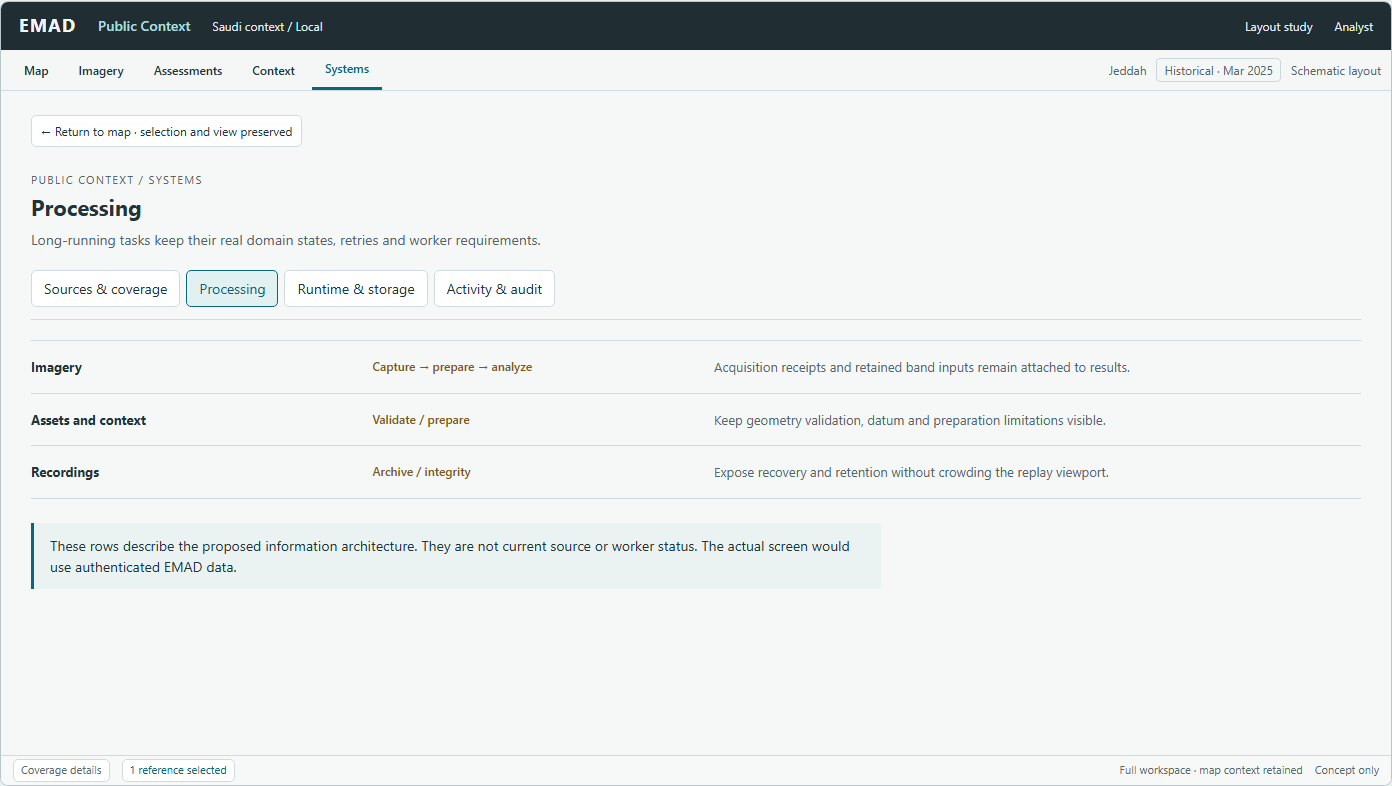 EMAD Public Context Saudi context / Local Layout study Analyst
Map Imagery Assessments Context Systems Jeddah Historical · Mar 2025 Schematic layout
← Return to map · selection and view preserved
PUBLIC CONTEXT / SYSTEMS
Processing
Long-running tasks keep their real domain states, retries and worker requirements.
Sources & coverage Processing Runtime & storage Activity & audit
Imagery Capture → prepare → analyze Acquisition receipts and retained band inputs remain attached to results.
Assets and context Validate / prepare Keep geometry validation, datum and preparation limitations visible.
Recordings Archive / integrity Expose recovery and retention without crowding the replay viewport.
These rows describe the proposed information architecture. They are not current source or worker status. The actual screen would
use authenticated EMAD data.
Coverage details 1 reference selected Full workspace · map context retained Concept only